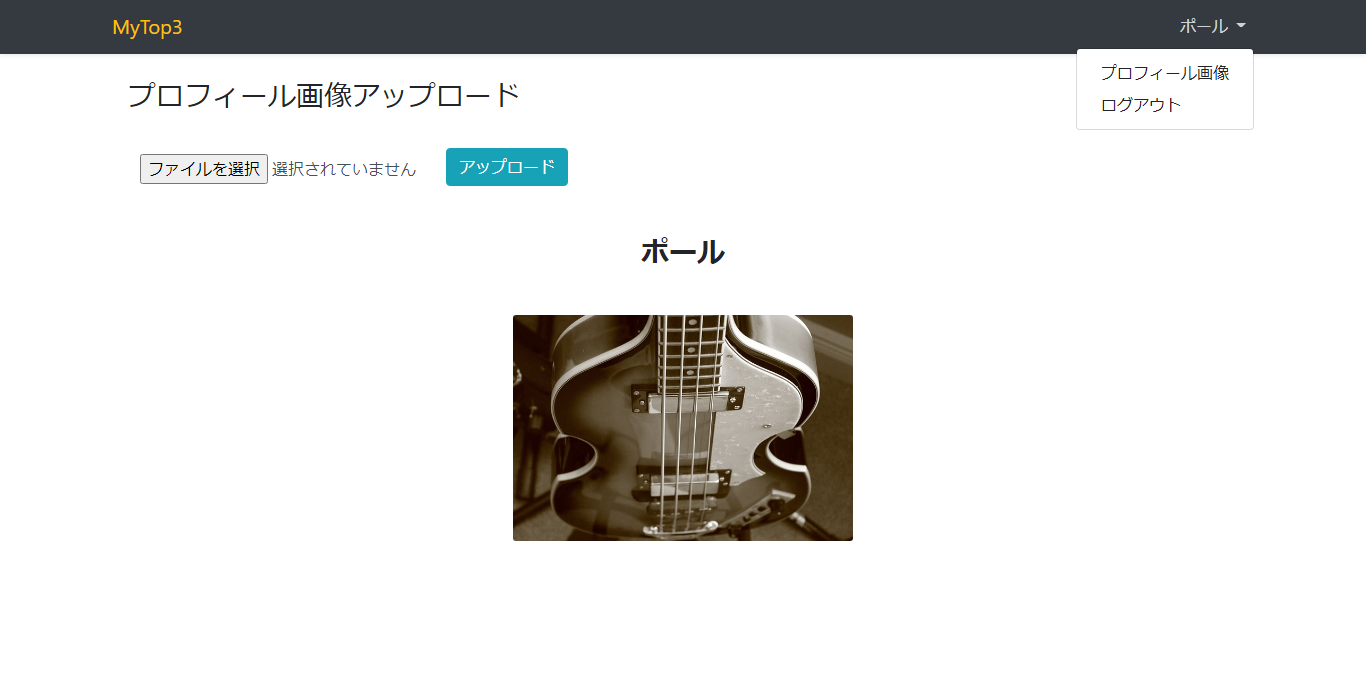 MyTop3
ポール
プロフィール画像
ログアウト
プロフィール画像アップロード
ファイルを選択 選択されていません
アップロード
ポール